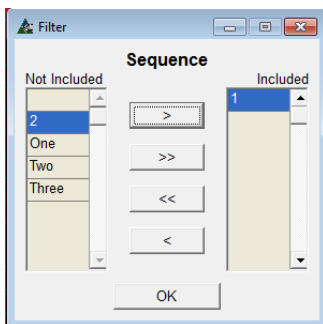 Filter
Sequence
Not Included
Included
2
One
Two
Three
>
>>
<<
<
1
OK